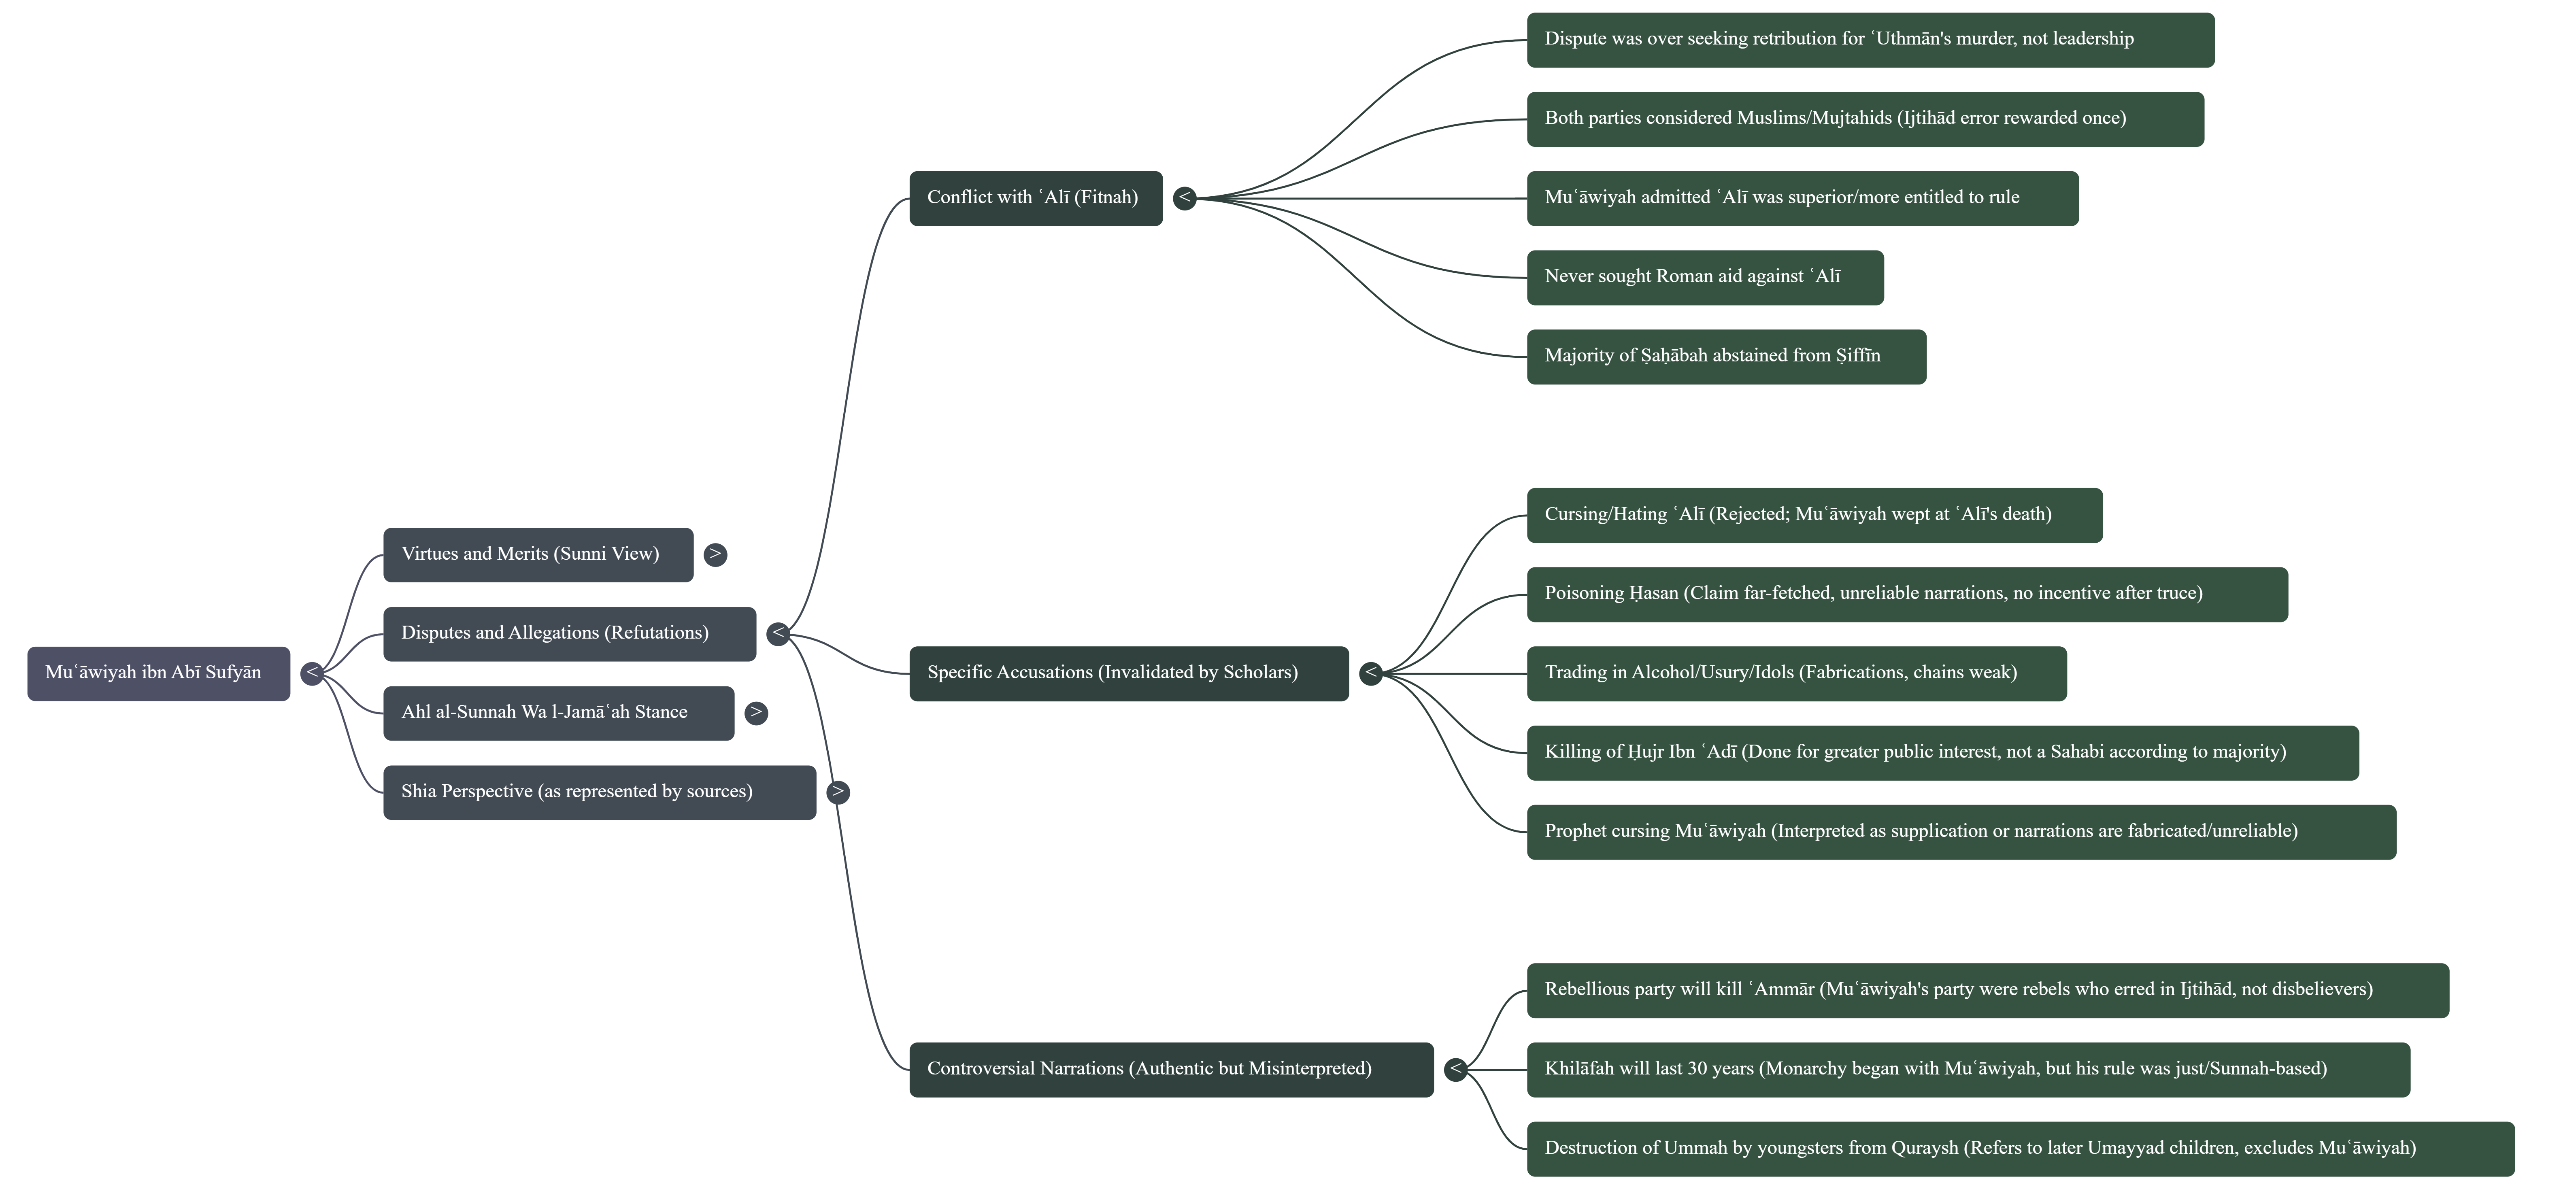 Muʿāwiyah ibn Abī Sufyān
<
Virtues and Merits (Sunni View)
>
Disputes and Allegations (Refutations)
<
Conflict with ʿAlī (Fitnah)
<
Dispute was over seeking retribution for ʿUthmān's murder, not leadership
Both parties considered Muslims/Mujtahids (Ijtihād error rewarded once)
Muʿāwiyah admitted ʿAlī was superior/more entitled to rule
Never sought Roman aid against ʿAlī
Majority of Ṣaḥābah abstained from Ṣiffīn
Specific Accusations (Invalidated by Scholars)
<
Cursing/Hating ʿAlī (Rejected; Muʿāwiyah wept at ʿAlī's death)
Poisoning Ḥasan (Claim far-fetched, unreliable narrations, no incentive after truce)
Trading in Alcohol/Usury/Idols (Fabrications, chains weak)
Killing of Ḥujr Ibn ʿAdī (Done for greater public interest, not a Sahabi according to majority)
Prophet cursing Muʿāwiyah (Interpreted as supplication or narrations are fabricated/unreliable)
Controversial Narrations (Authentic but Misinterpreted)
<
Rebellious party will kill ʿAmmār (Muʿāwiyah's party were rebels who erred in Ijtihād, not disbelievers)
Khilāfah will last 30 years (Monarchy began with Muʿāwiyah, but his rule was just/Sunnah-based)
Destruction of Ummah by youngsters from Quraysh (Refers to later Umayyad children, excludes Muʿāwiyah)
Ahl al-Sunnah Wa l-Jamāʿah Stance
>
Shia Perspective (as represented by sources)
>